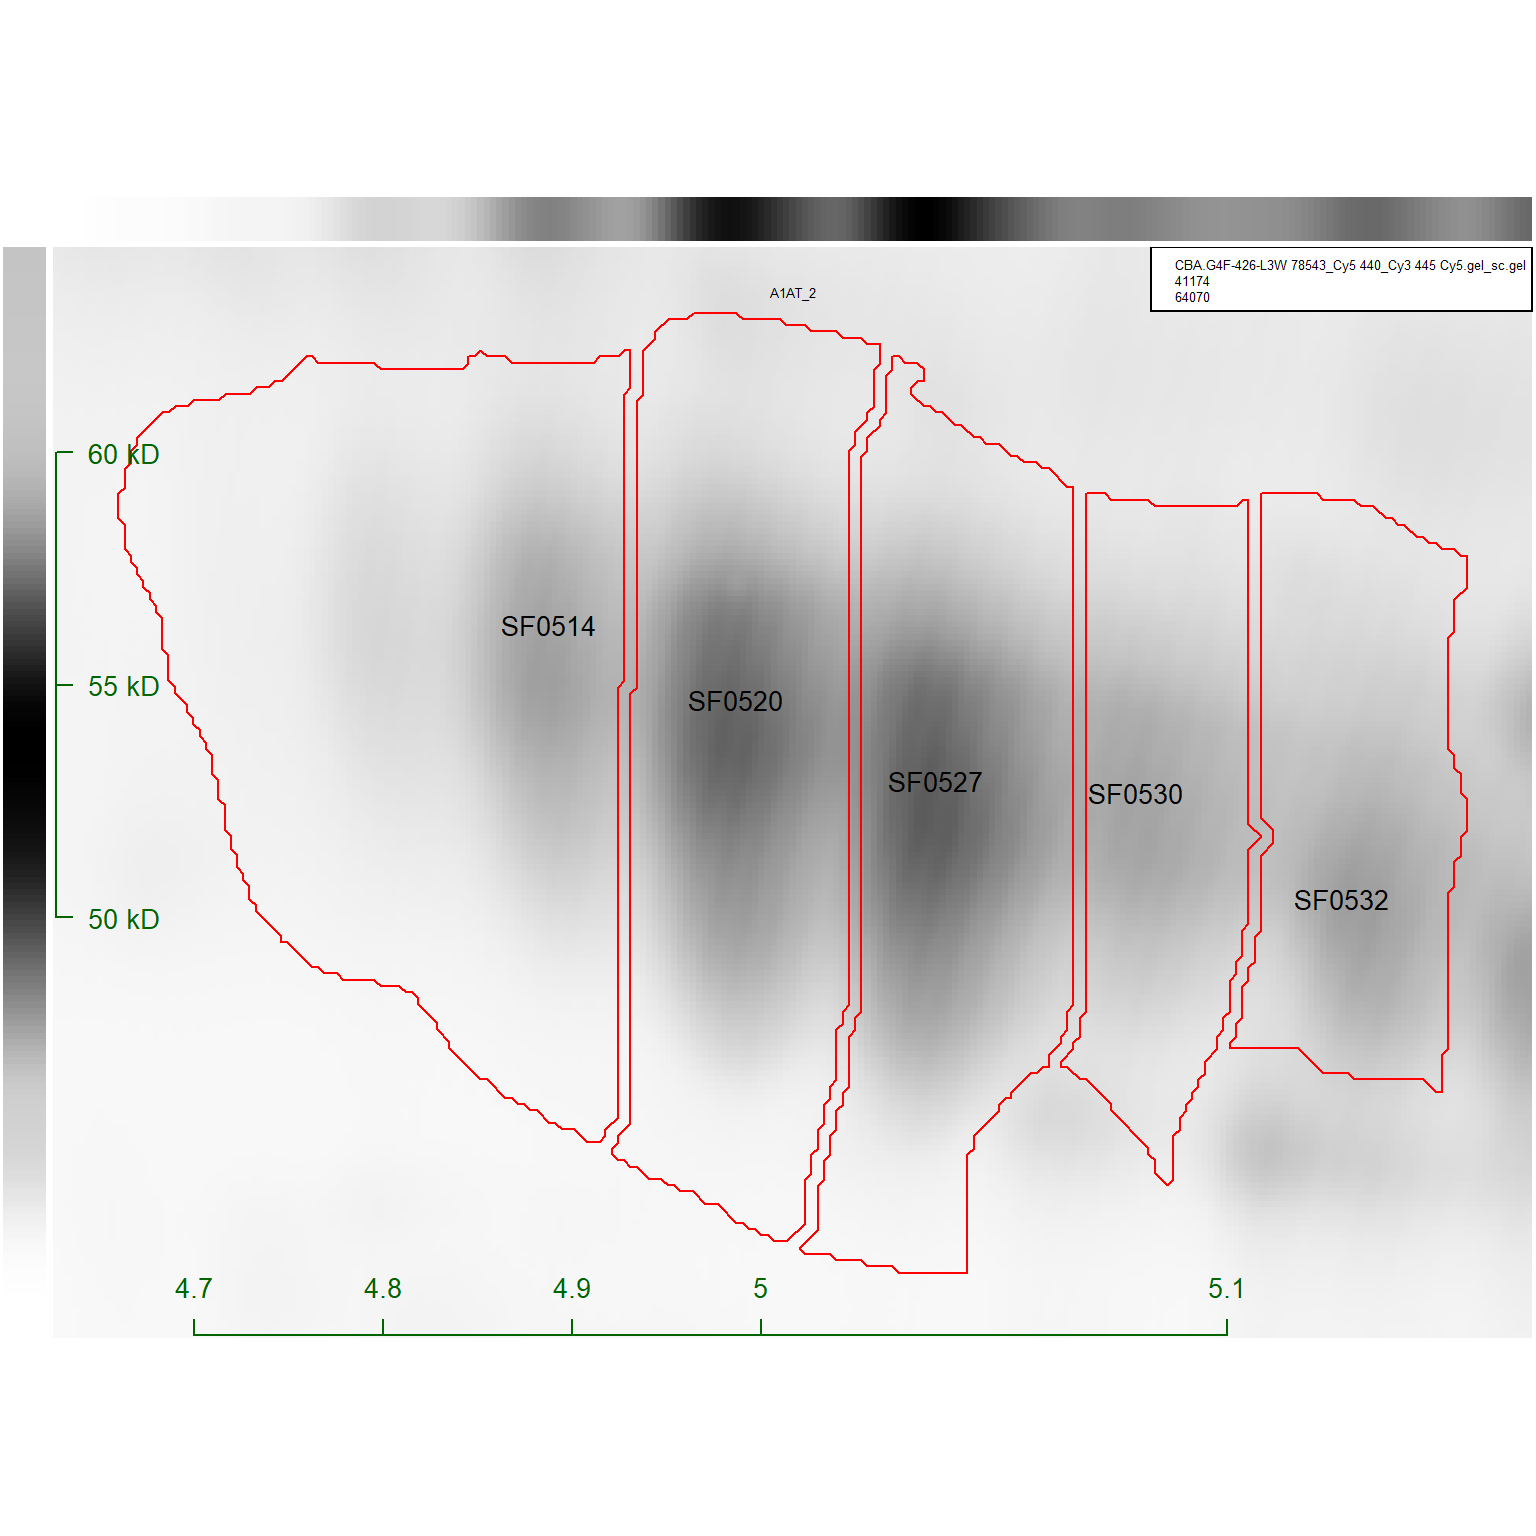 CBA.G4F-426-L3W 78543_Cy5 440_Cy3 445 Cy5.gel_sc.gel
41174
64070
A1AT_2
60 kD
SF0514
55 kD
SF0520
SF0527
SF0530
SF0532
50 kD
4.7 4.8 4.9 5 5.1